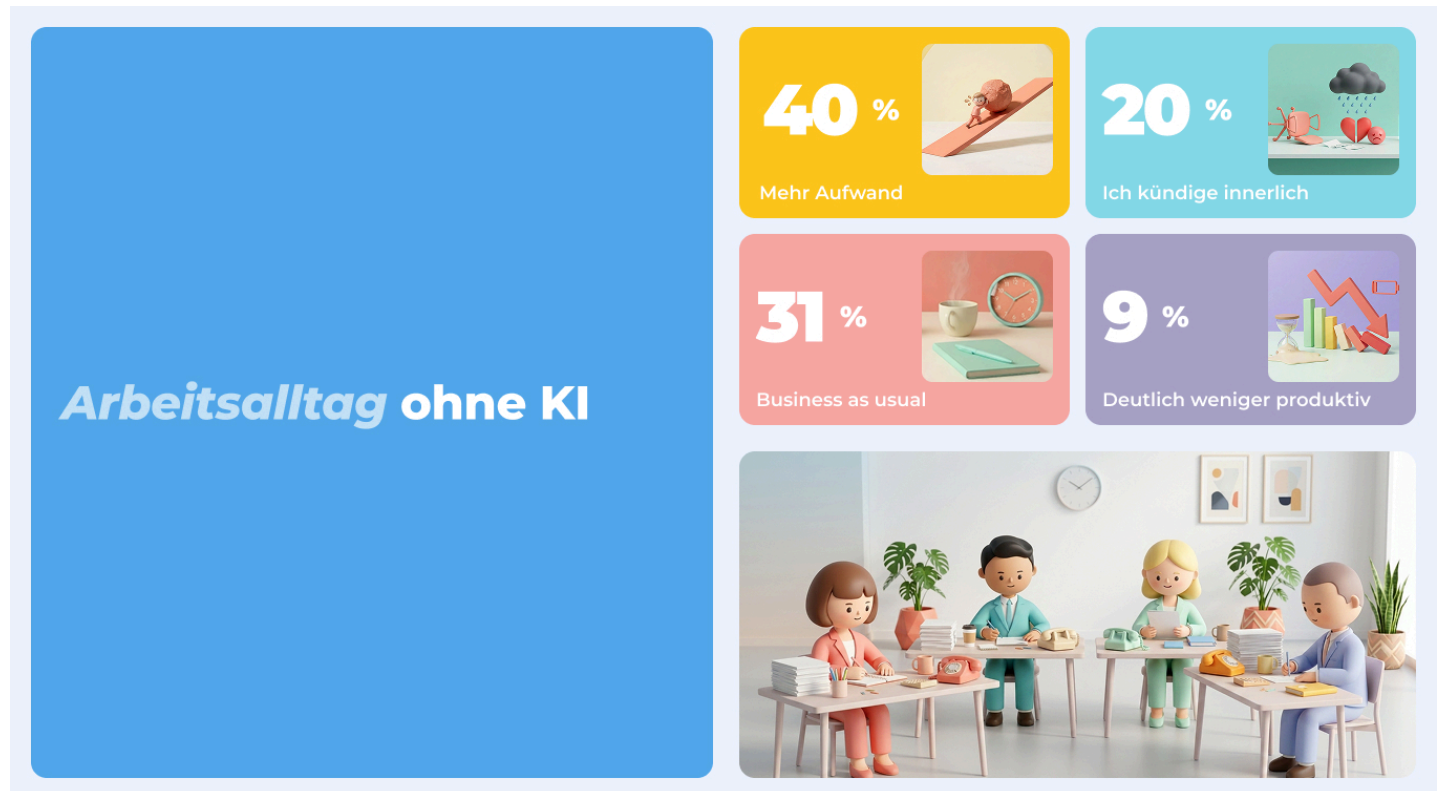 Arbeitsalltag ohne KI
40 %
Mehr Aufwand
20 %
Ich kündige innerlich
31 %
Business as usual
9 %
Deutlich weniger produktiv